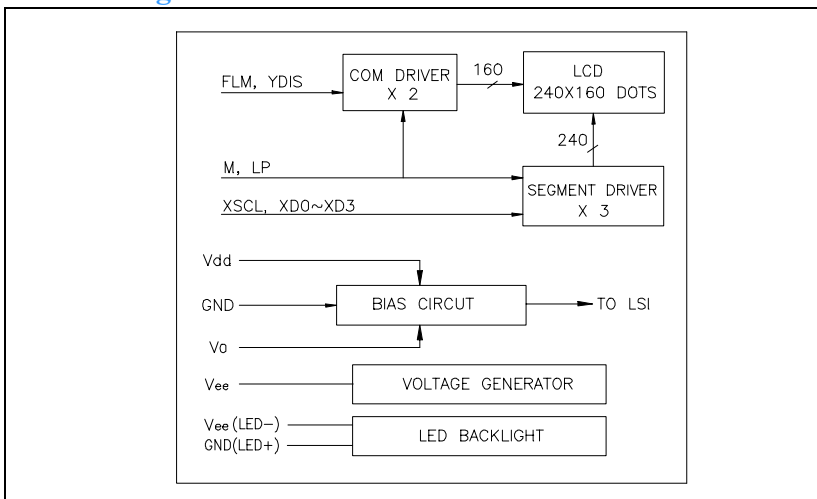 FLM, YDIS
COM DRIVER
X 2
160
LCD
240X160 DOTS
240
M, LP
SEGMENT DRIVER
X 3
XSCL, XD0~XD3
Vdd
GND
BIAS CIRCUT
TO LSI
Vo
Vee
VOLTAGE GENERATOR
Vee(LED-)
GND(LED+)
LED BACKLIGHT